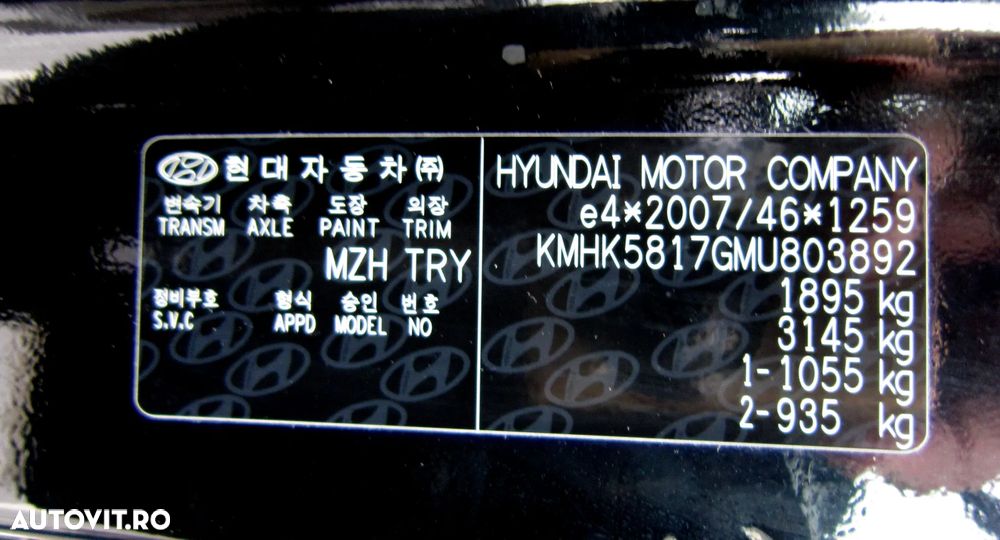 현대자동차(주)
변속기 차축 도장 외장
TRANSM AXLE PAINT TRIM
MZH TRY
정비부호 형식 승인 번호
S.V.C APPD MODEL NO
HYUNDAI MOTOR COMPANY
e4*2007/46*1259
KMHK5817GMU803892
1895 kg
3145 kg
1-1055 kg
2-935 kg
AUTOVIT.RO